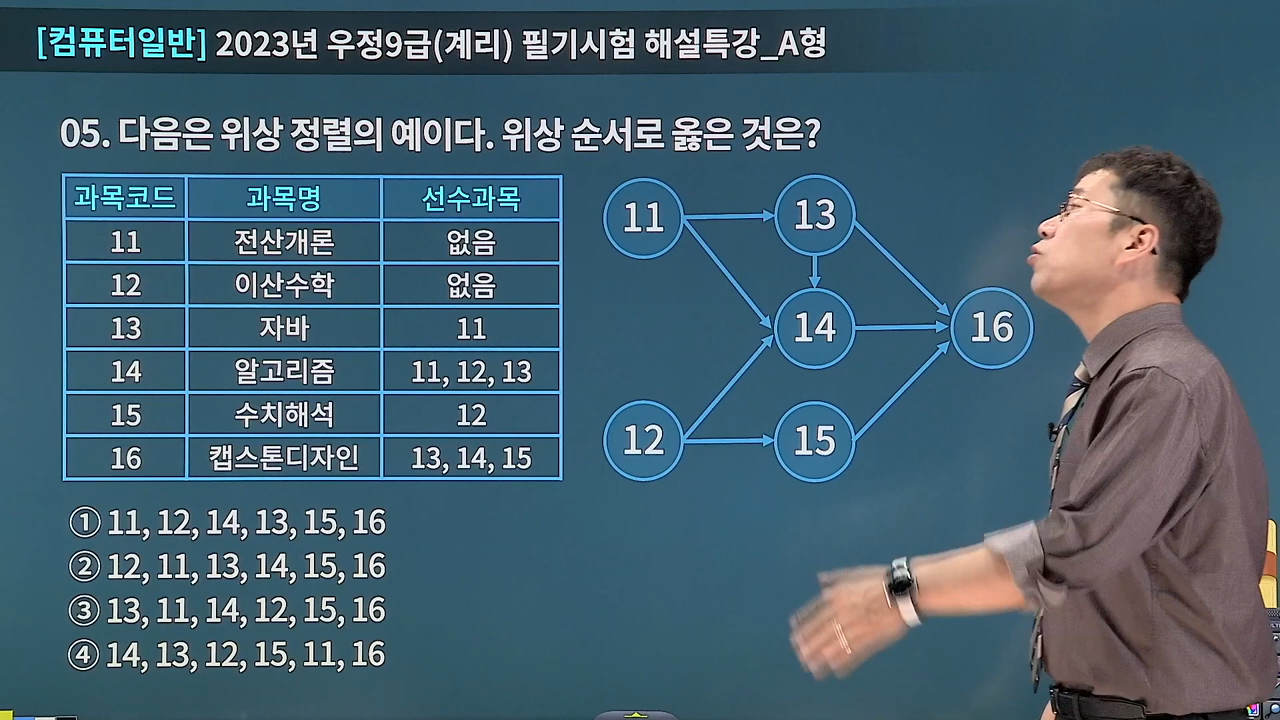 [컴퓨터일반] 2023년 우정9급(계리) 필기시험 해설특강_A형
05. 다음은 위상 정렬의 예이다. 위상 순서로 옳은 것은?
과목코드 과목명 선수과목
11 전산개론 없음
12 이산수학 없음
13 자바 11
14 알고리즘 11, 12, 13
15 수치해석 12
16 캡스톤디자인 13, 14, 15
11 13
14 16
12 15
① 11, 12, 14, 13, 15, 16
② 12, 11, 13, 14, 15, 16
③ 13, 11, 14, 12, 15, 16
④ 14, 13, 12, 15, 11, 16